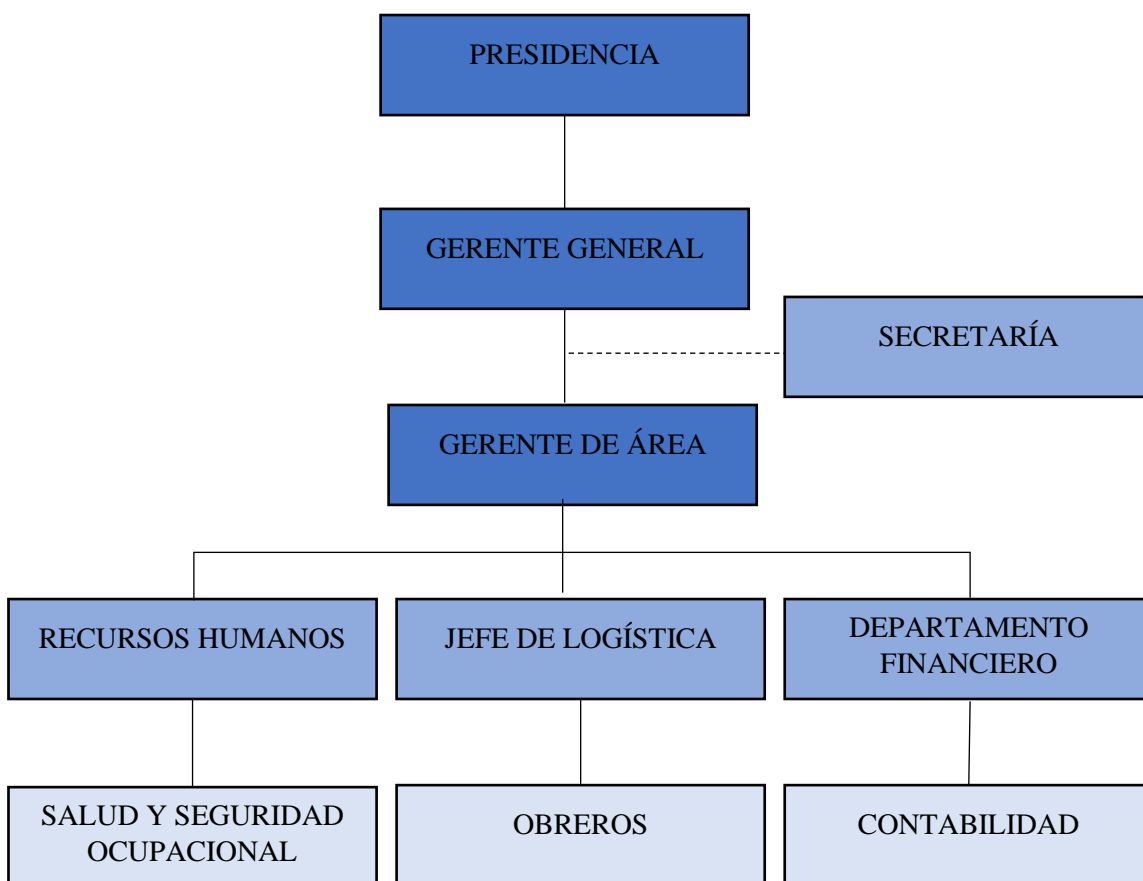 PRESIDENCIA
GERENTE GENERAL
SECRETARÍA
GERENTE DE ÁREA
RECURSOS HUMANOS
JEFE DE LOGÍSTICA
DEPARTAMENTO
FINANCIERO
SALUD Y SEGURIDAD
OCUPACIONAL
OBREROS
CONTABILIDAD